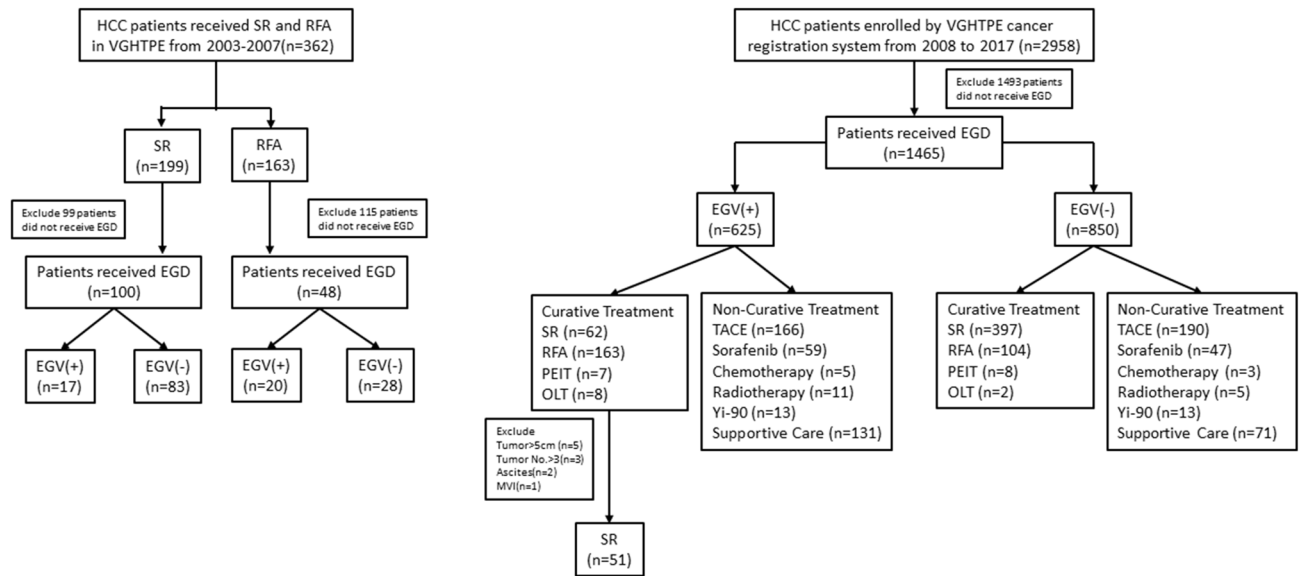 HCC patients received SR and RFA
in VGHTPE from 2003-2007(n=362)
SR
(n=199)
RFA
(n=163)
Exclude 99 patients
did not receive EGD
Exclude 115 patients
did not receive EGD
Patients received EGD
(n=100)
Patients received EGD
(n=48)
EGV(+)
(n=17)
EGV(-)
(n=83)
EGV(+)
(n=20)
EGV(-)
(n=28)
HCC patients enrolled by VGHTPE cancer
registration system from 2008 to 2017 (n=2958)
Exclude 1493 patients
did not receive EGD
Patients received EGD
(n=1465)
EGV(+)
(n=625)
EGV(-)
(n=850)
Curative Treatment
SR (n=62)
RFA (n=163)
PEIT (n=7)
OLT (n=8)
Non-Curative Treatment
TACE (n=166)
Sorafenib (n=59)
Chemotherapy (n=5)
Radiotherapy (n=11)
Yi-90 (n=13)
Supportive Care (n=131)
Curative Treatment
SR (n=397)
RFA (n=104)
PEIT (n=8)
OLT (n=2)
Non-Curative Treatment
TACE (n=190)
Sorafenib (n=47)
Chemotherapy (n=3)
Radiotherapy (n=5)
Yi-90 (n=13)
Supportive Care (n=71)
Exclude
Tumor>5cm (n=5)
Tumor No.>3(n=3)
Ascites(n=2)
MVI(n=1)
SR
(n=51)